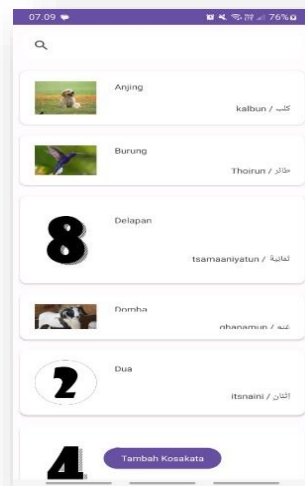 07.09
76%
Anjing
kalbun / كلب
Burung
Thoirun / طائر
8
Delapan
tsamaaniyatun / ثمانية
Domba
ghanamun / غنم
2
Dua
itsnaini / اثنان
4
Tambah Kosakata